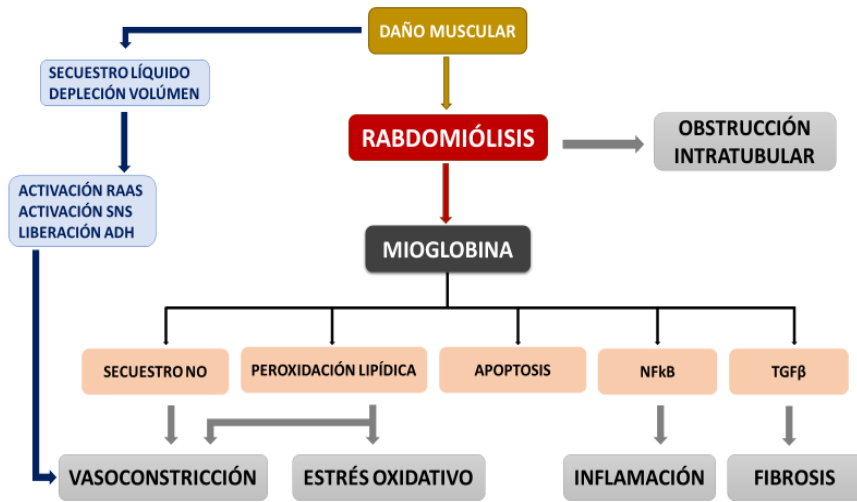 DAÑO MUSCULAR
SECUESTRO LÍQUIDO
DEPLECIÓN VOLÚMEN
RABDOMIÓLISIS
OBSTRUCCIÓN
INTRATUBULAR
ACTIVACIÓN RAAS
ACTIVACIÓN SNS
LIBERACIÓN ADH
MIOGLOBINA
SECUESTRO NO
PEROXIDACIÓN LIPÍDICA
APOPTOSIS
NFkB
TGFβ
VASOCONSTRICCIÓN
ESTRÉS OXIDATIVO
INFLAMACIÓN
FIBROSIS